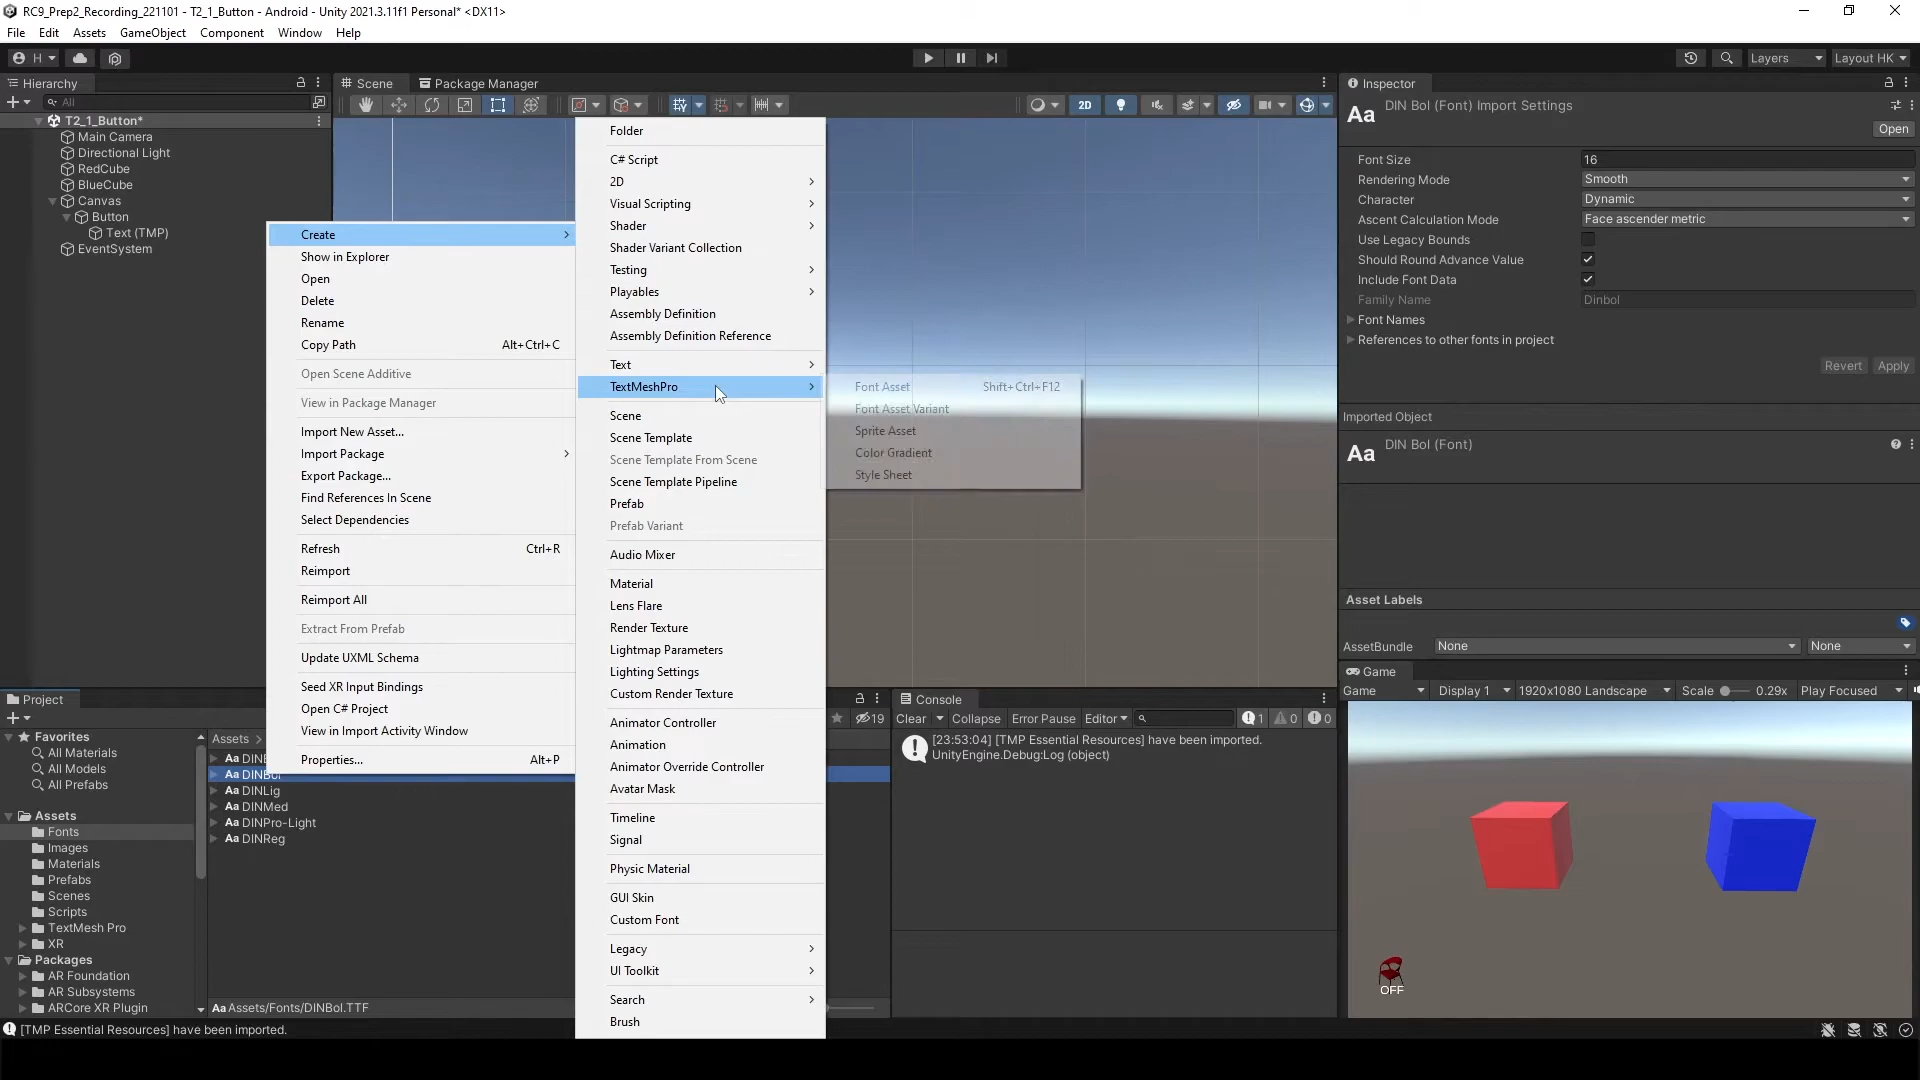 RC9_Prep2_Recording_221101 - T2_1_Button - Android - Unity 2021.3.11f1 Personal* <DX11>
File Edit Assets GameObject Component Window Help
H Layers Layout HK
Hierarchy
All
T2_1_Button*
Main Camera
Directional Light
RedCube
BlueCube
Canvas
Button
Text (TMP)
EventSystem
Scene Package Manager
2D
Create
Show in Explorer
Open
Delete
Rename
Copy Path Alt+Ctrl+C
Open Scene Additive
View in Package Manager
Import New Asset...
Import Package
Export Package...
Find References In Scene
Select Dependencies
Refresh Ctrl+R
Reimport
Reimport All
Extract From Prefab
Update UXML Schema
Seed XR Input Bindings
Open C# Project
View in Import Activity Window
Properties... Alt+P
Folder
C# Script
2D
Visual Scripting
Shader
Shader Variant Collection
Testing
Playables
Assembly Definition
Assembly Definition Reference
Text
TextMeshPro
Scene
Scene Template
Scene Template From Scene
Scene Template Pipeline
Prefab
Prefab Variant
Audio Mixer
Material
Lens Flare
Render Texture
Lightmap Parameters
Lighting Settings
Custom Render Texture
Animator Controller
Animation
Animator Override Controller
Avatar Mask
Timeline
Signal
Physic Material
GUI Skin
Custom Font
Legacy
UI Toolkit
Search
Brush
Font Asset Shift+Ctrl+F12
Font Asset Variant
Sprite Asset
Color Gradient
Style Sheet
Inspector
Aa DIN Bol (Font) Import Settings
Open
Font Size 16
Rendering Mode Smooth
Character Dynamic
Ascent Calculation Mode Face ascender metric
Use Legacy Bounds
Should Round Advance Value
Include Font Data
Family Name Dinbol
Font Names
References to other fonts in project
Revert Apply
Imported Object
Aa DIN Bol (Font)
Asset Labels
AssetBundle None None
Project
19
Favorites
All Materials
All Models
All Prefabs
Assets
Fonts
Images
Materials
Prefabs
Scenes
Scripts
TextMesh Pro
XR
Packages
AR Foundation
AR Subsystems
ARCore XR Plugin
Assets >
Aa
Aa DINBol
Aa DINLig
Aa DINMed
Aa DINPro-Light
Aa DINReg
Aa Assets/Fonts/DINBol.TTF
Console
Clear Collapse Error Pause Editor 1 0 0
[23:53:04] [TMP Essential Resources] have been imported.
UnityEngine.Debug:Log (object)
Game
Game Display 1 1920x1080 Landscape Scale 0.29x Play Focused
OFF
[TMP Essential Resources] have been imported.